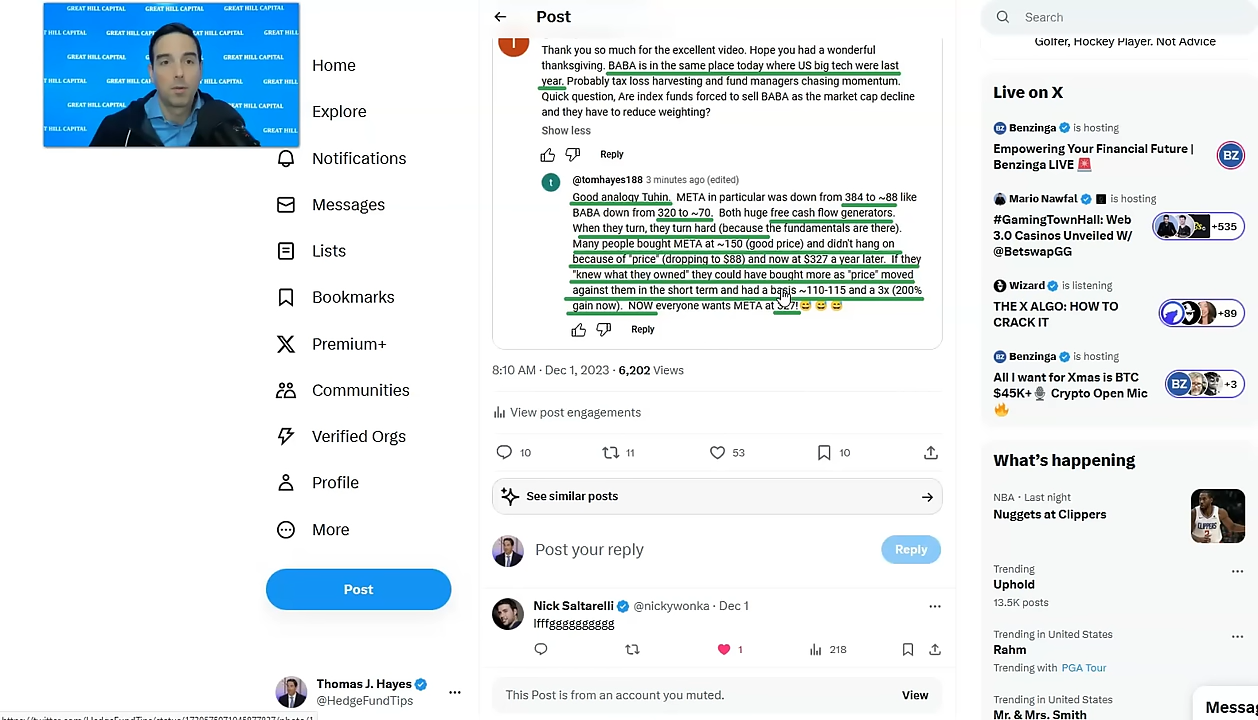 GREAT HILL CAPITAL GREAT HILL CAPITAL GREAT HILL CAPITAL
Home
Explore
Notifications
Messages
Lists
Bookmarks
Premium+
Communities
Verified Orgs
Profile
More
Post
Thomas J. Hayes
@HedgeFundTips
Post
Thank you so much for the excellent video. Hope you had a wonderful
thanksgiving. BABA is in the same place today where US big tech were last
year. Probably tax loss harvesting and fund managers chasing momentum.
Quick question, Are index funds forced to sell BABA as the market cap decline
and they have to reduce weighting?
Show less
Reply
t
@tomhayes188 3 minutes ago (edited)
Good analogy Tuhin. META in particular was down from 384 to ~88 like
BABA down from 320 to ~70. Both huge free cash flow generators.
When they turn, they turn hard (because the fundamentals are there).
Many people bought META at ~150 (good price) and didn't hang on
because of "price" (dropping to $88) and now at $327 a year later. If they
"knew what they owned" they could have bought more as "price" moved
against them in the short term and had a basis ~110-115 and a 3x (200%
gain now). NOW everyone wants META at 327!😅 😅 😅
Reply
8:10 AM · Dec 1, 2023 · 6,202 Views
View post engagements
10 11 53 10
See similar posts
Post your reply
Reply
Nick Saltarelli @nickywonka · Dec 1
Ifffgggggggggg
1 218
This Post is from an account you muted.
View
Search
Golfer, Hockey Player. Not Advice
Live on X
Benzinga is hosting
Empowering Your Financial Future |
Benzinga LIVE 🚨
BZ
Mario Nawfal is hosting
#GamingTownHall: Web
3.0 Casinos Unveiled W/
@BetswapGG
+535
Wizard is listening
THE X ALGO: HOW TO
CRACK IT
+89
Benzinga is hosting
All I want for Xmas is BTC
$45K+🎙️ Crypto Open Mic
🔥
BZ
+3
What's happening
NBA · Last night
Nuggets at Clippers
Trending
Uphold
13.5K posts
Trending in United States
Rahm
Trending with PGA Tour
Trending in United States
Mr. & Mrs. Smith